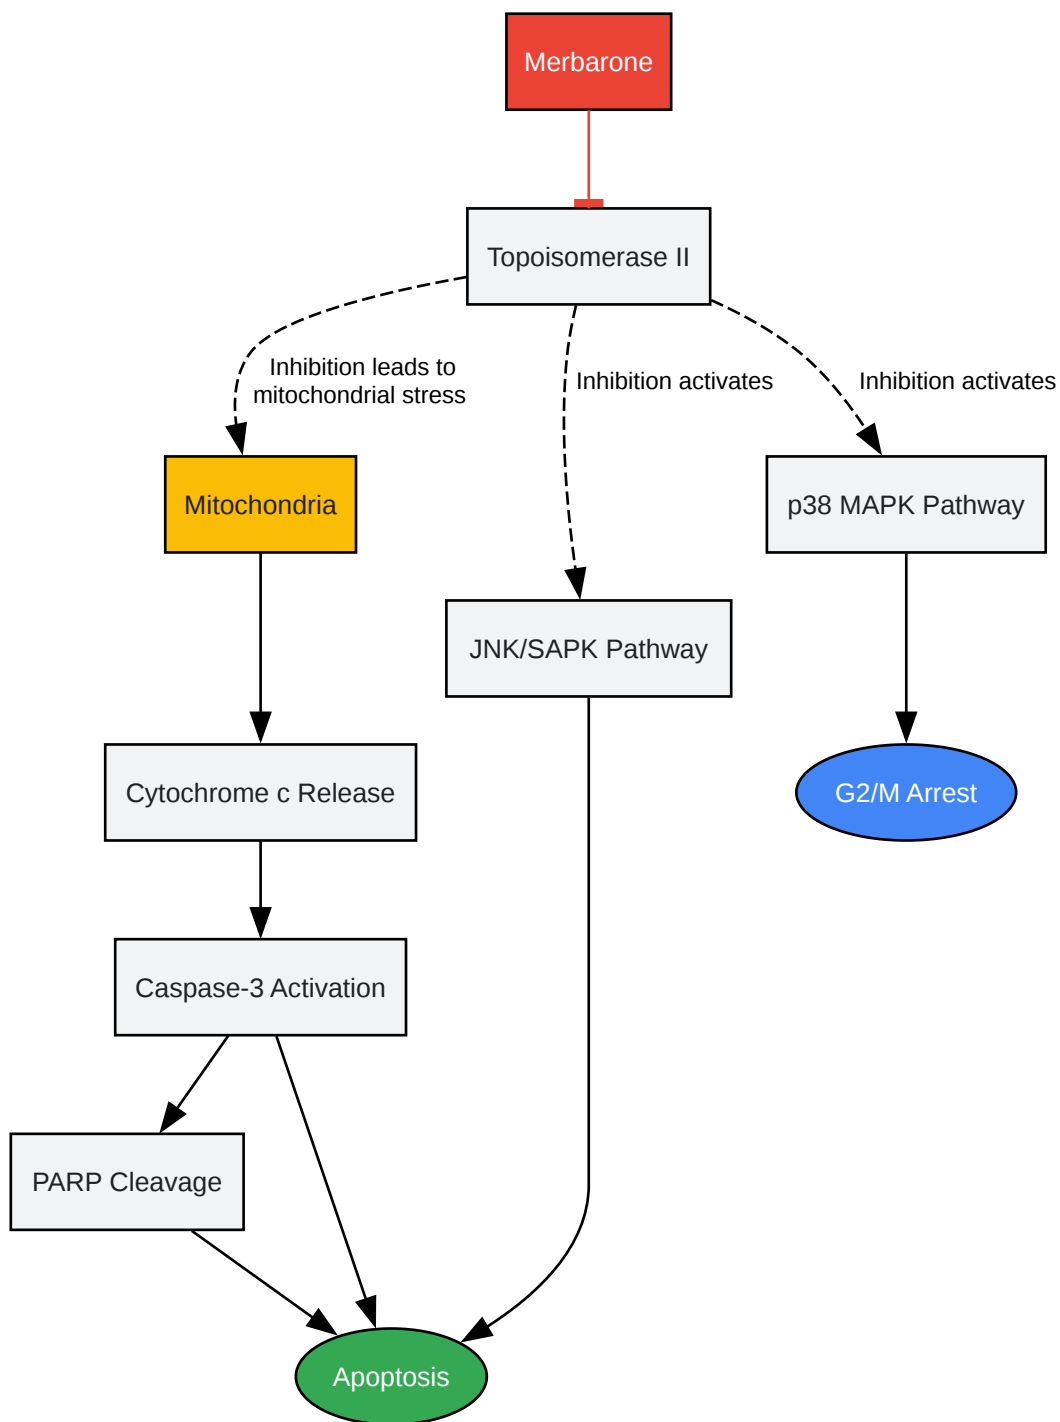 Merbarone
Topoisomerase II
Inhibition leads to
mitochondrial stress
Inhibition activates
Inhibition activates
Mitochondria
p38 MAPK Pathway
JNK/SAPK Pathway
Cytochrome c Release
G2/M Arrest
Caspase-3 Activation
PARP Cleavage
Apoptosis